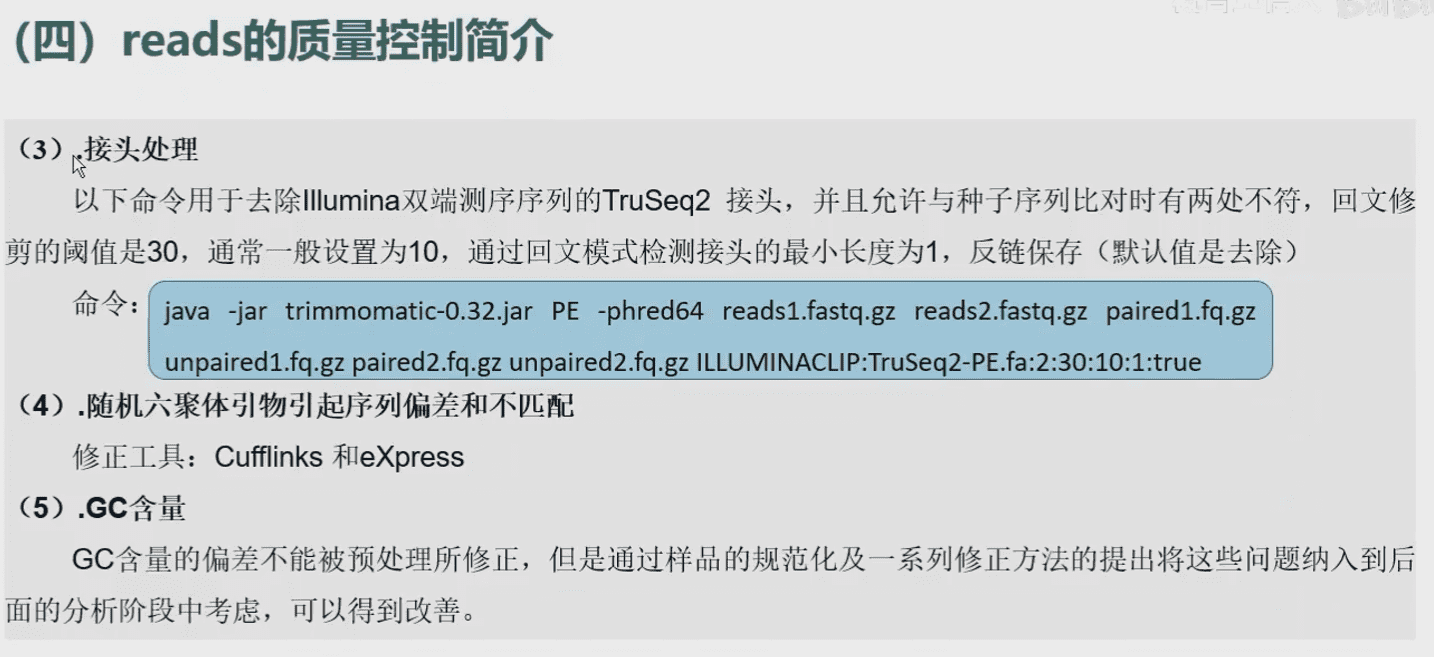 （四）reads的质量控制简介
（3）.接头处理
以下命令用于去除Illumina双端测序序列的TruSeq2 接头，并且允许与种子序列比对时有两处不符，回文修
剪的阈值是30，通常一般设置为10，通过回文模式检测接头的最小长度为1，反链保存（默认值是去除）
命令：
java -jar trimmomatic-0.32.jar PE -phred64 reads1.fastq.gz reads2.fastq.gz paired1.fq.gz
unpaired1.fq.gz paired2.fq.gz unpaired2.fq.gz ILLUMINACLIP:TruSeq2-PE.fa:2:30:10:1:true
（4）.随机六聚体引物引起序列偏差和不匹配
修正工具：Cufflinks 和eXpress
（5）.GC含量
GC含量的偏差不能被预处理所修正，但是通过样品的规范化及一系列修正方法的提出将这些问题纳入到后
面的分析阶段中考虑，可以得到改善。